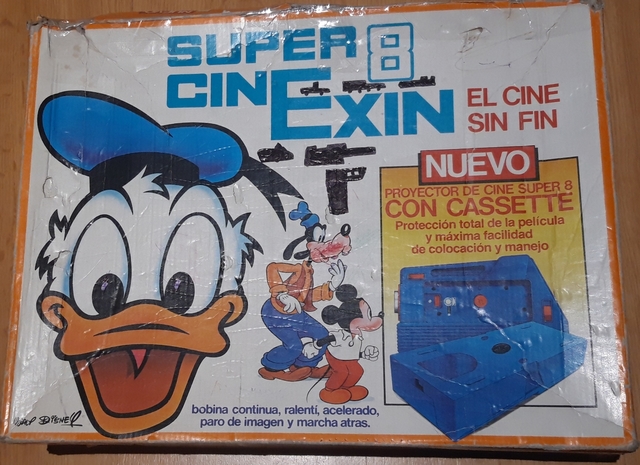 SUPER 8
CINEXIN
EL CINE
SIN FIN
NUEVO
PROYECTOR DE CINE SUPER 8
CON CASSETTE
Protección total de la película
y máxima facilidad
de colocación y manejo
bobina continua, ralentí, acelerado,
paro de imagen y marcha atras.